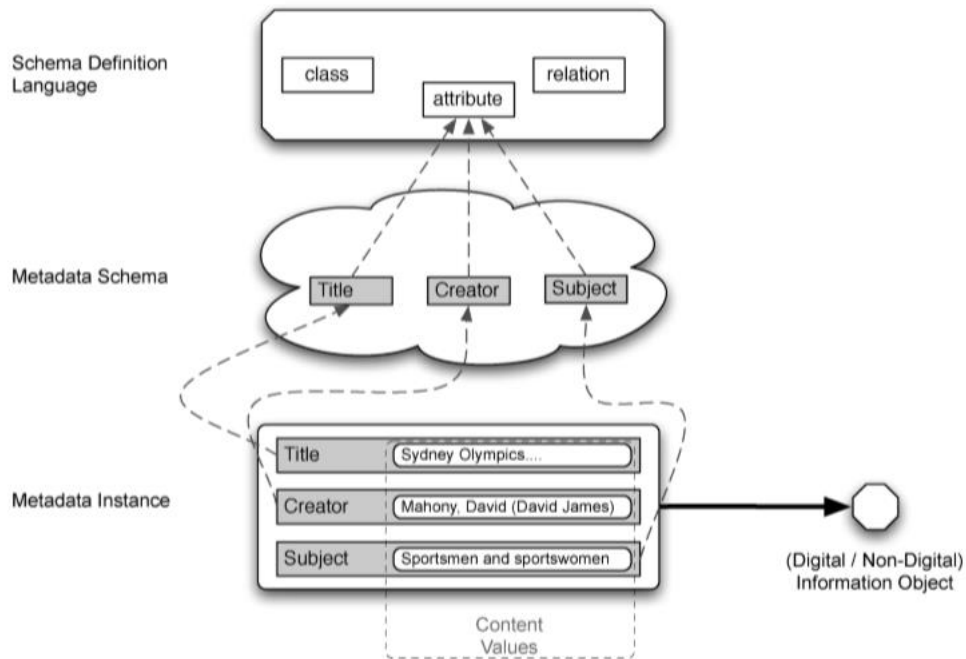 Schema Definition
Language
class
relation
attribute
Metadata Schema
Title
Creator
Subject
Metadata Instance
Title
Sydney Olympics....
Creator
Mahony, David (David James)
Subject
Sportsmen and sportswomen
(Digital / Non-Digital)
Information Object
Content
Values